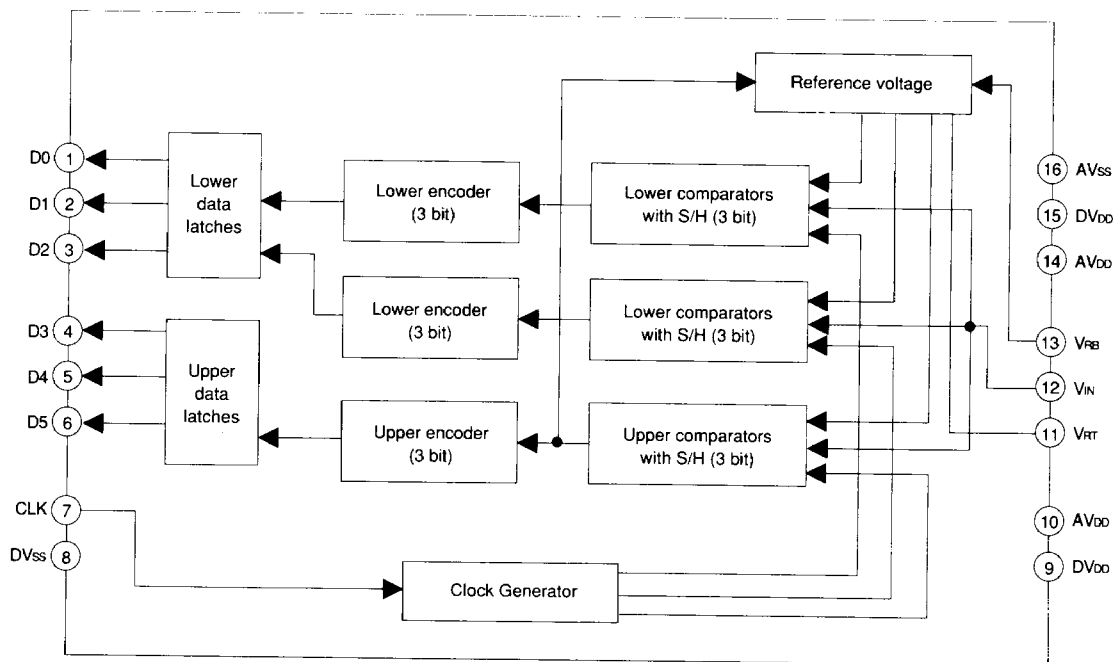 Reference voltage
D0 1
D1 2
D2 3
D3 4
D4 5
D5 6
CLK 7
DVss 8
Lower
data
latches
Upper
data
latches
Lower encoder
(3 bit)
Lower encoder
(3 bit)
Upper encoder
(3 bit)
Lower comparators
with S/H (3 bit)
Lower comparators
with S/H (3 bit)
Upper comparators
with S/H (3 bit)
Clock Generator
16 AVss
15 DVDD
14 AVDD
13 VRB
12 VIN
11 VRT
10 AVDD
9 DVDD